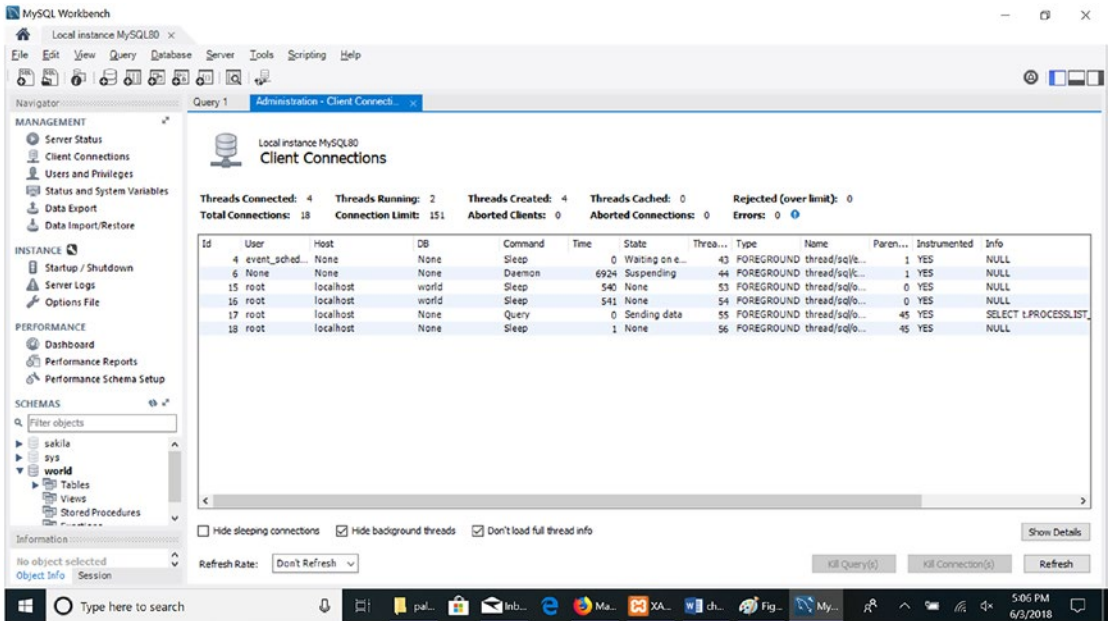 MySQL Workbench
Local instance MySQL80 ×
File Edit View Query Database Server Tools Scripting Help
Navigator
Query 1
Administration - Client Connecti... ×
MANAGEMENT
Server Status
Client Connections
Users and Privileges
Status and System Variables
Data Export
Data Import/Restore
INSTANCE
Startup / Shutdown
Server Logs
Options File
PERFORMANCE
Dashboard
Performance Reports
Performance Schema Setup
SCHEMAS
Filter objects
sakila
sys
world
Tables
Views
Stored Procedures
Functions
Information
No object selected
Object Info Session
Local instance MySQL80
Client Connections
Threads Connected: 4 Threads Running: 2 Threads Created: 4 Threads Cached: 0 Rejected (over limit): 0
Total Connections: 18 Connection Limit: 151 Aborted Clients: 0 Aborted Connections: 0 Errors: 0
Id User Host DB Command Time State Threa... Type Name Paren... Instrumented Info
4 event_sched... None None Sleep 0 Waiting on e... 43 FOREGROUND thread/sql/e... 1 YES NULL
6 None None None Daemon 6924 Suspending 44 FOREGROUND thread/sql/c... 1 YES NULL
15 root localhost world Sleep 540 None 53 FOREGROUND thread/sql/o... 0 YES NULL
16 root localhost world Sleep 541 None 54 FOREGROUND thread/sql/o... 0 YES NULL
17 root localhost None Query 0 Sending data 55 FOREGROUND thread/sql/o... 45 YES SELECT t.PROCESSLIST_
18 root localhost None Sleep 1 None 56 FOREGROUND thread/sql/o... 45 YES NULL
Hide sleeping connections Hide background threads Don't load full thread info Show Details
Refresh Rate: Don't Refresh Kill Query(s) Kill Connection(s) Refresh
Type here to search
pal... Inb... Ma... XA... ch... Fig... My...
5:06 PM
6/3/2018